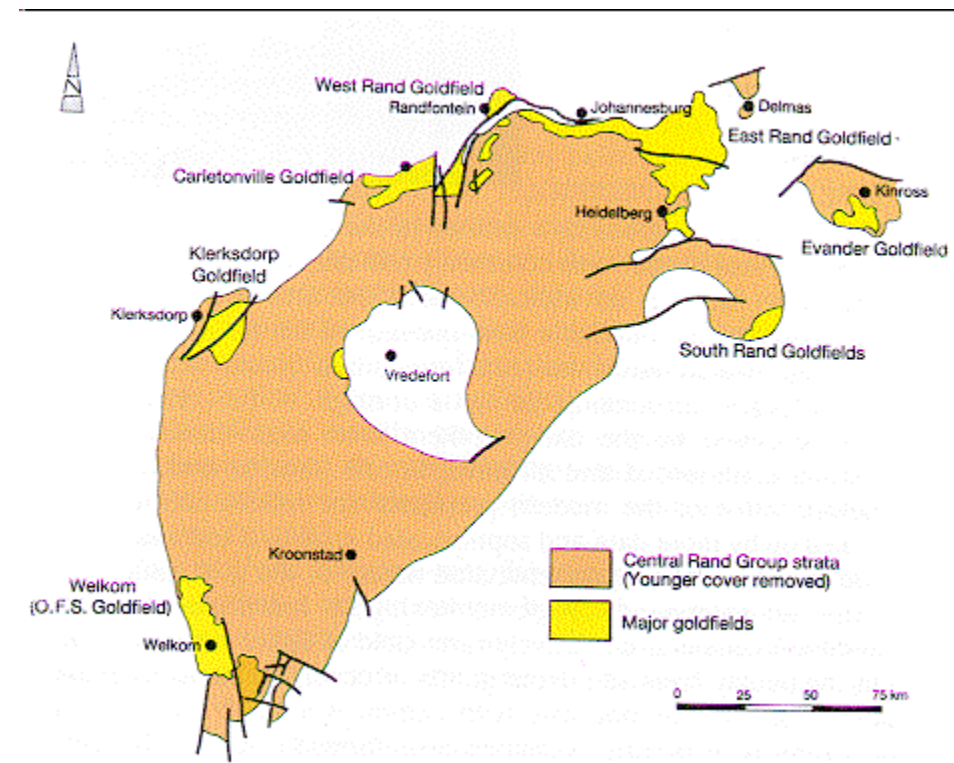 N
West Rand Goldfield
Randfontein
Johannesburg
Delmas
East Rand Goldfield
Carletonville Goldfield
Kinross
Heidelberg
Evander Goldfield
Klerksdorp
Goldfield
Klerksdorp
South Rand Goldfields
Vredefort
Kroonstad
Central Rand Group strata
(Younger cover removed)
Welkom
(O.F.S. Goldfield)
Major goldfields
Welkom
0 25 50 75 km